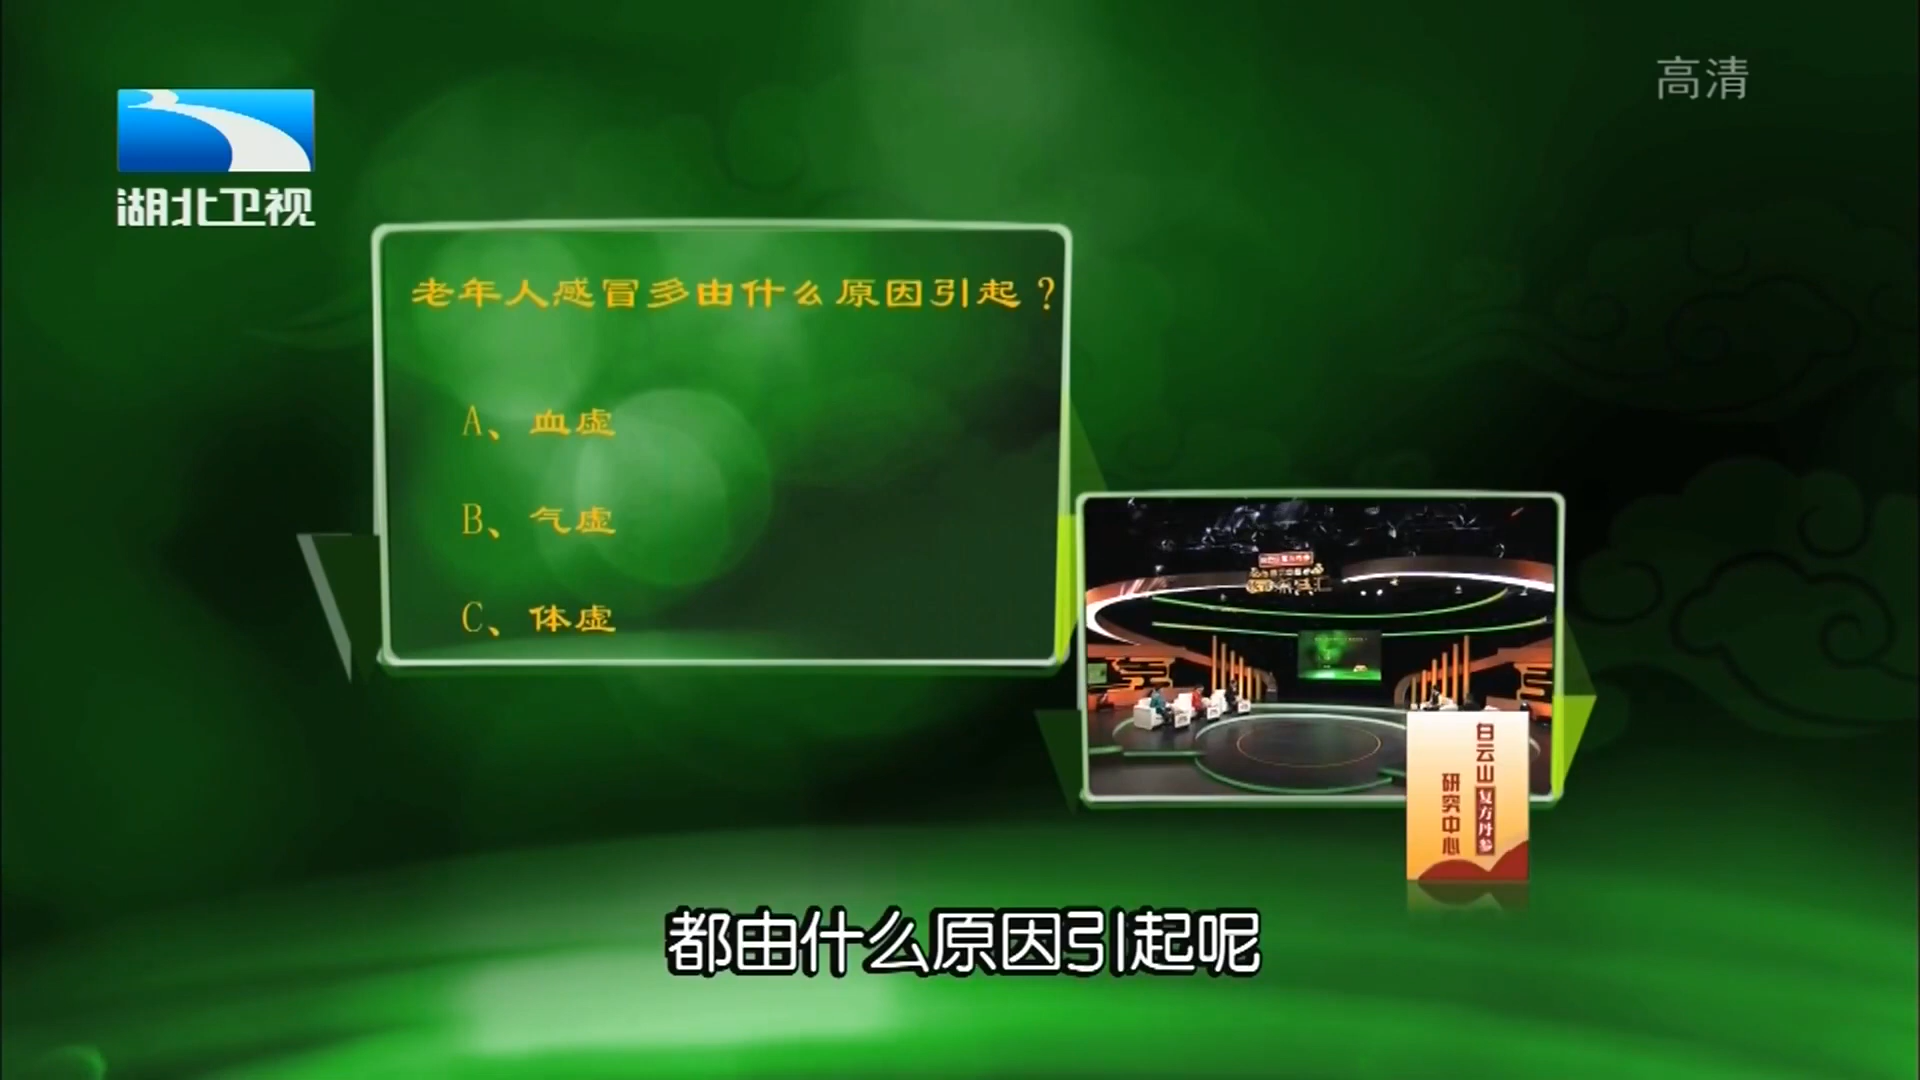 高清
湖北卫视
老年人感冒多由什么原因引起？
A、血虚
B、气虚
C、体虚
白云山复方丹参
研究中心
都由什么原因引起呢